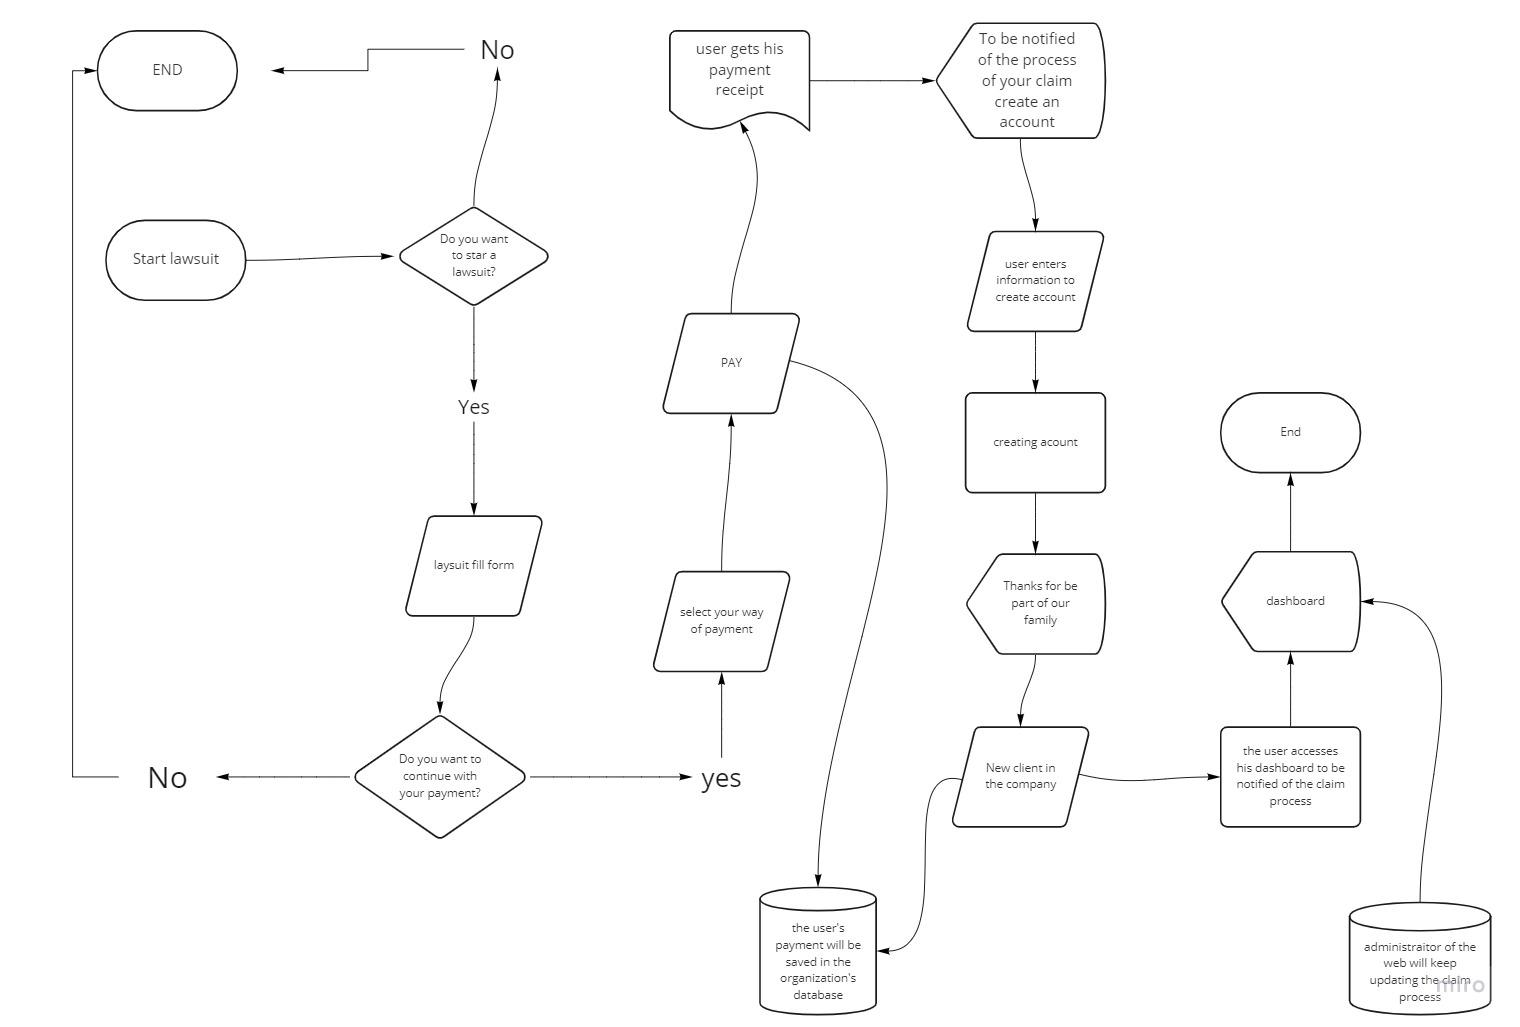 END
No
Start lawsuit
Do you want
to star a
lawsuit?
Yes
laysuit fill form
Do you want to
continue with
your payment?
No
yes
select your way
of payment
PAY
user gets his
payment
receipt
To be notified
of the process
of your claim
create an
account
user enters
information to
create account
creating acount
Thanks for be
part of our
family
New client in
the company
the user's
payment will be
saved in the
organization's
database
the user accesses
his dashboard to be
notified of the claim
process
dashboard
End
administraitor of the
web will keep
updating the claim
process
miro